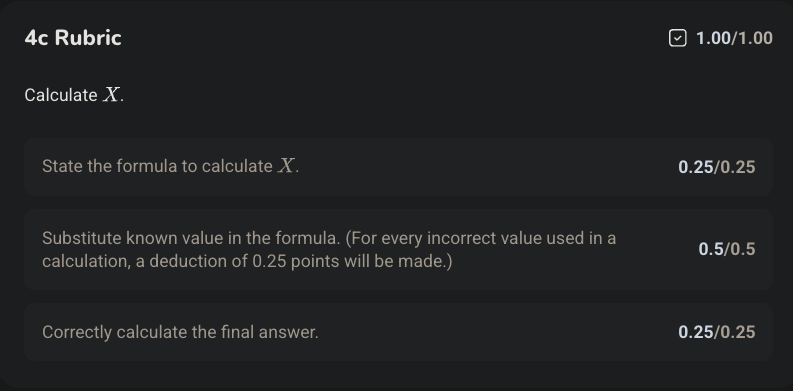 4c Rubric 1.00/1.00
Calculate X.
State the formula to calculate X. 0.25/0.25
Substitute known value in the formula. (For every incorrect value used in a
calculation, a deduction of 0.25 points will be made.) 0.5/0.5
Correctly calculate the final answer. 0.25/0.25